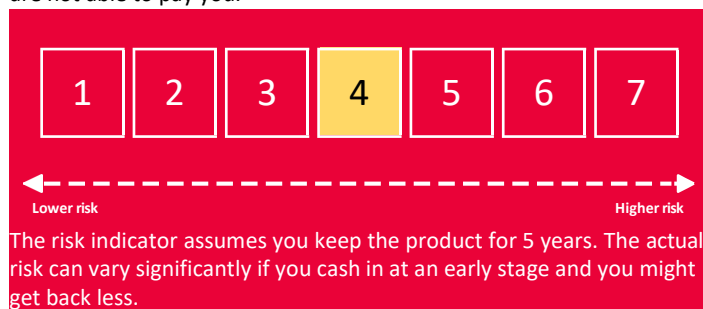 are not able to pay you.
1 2 3 4 5 6 7
Lower risk Higher risk
The risk indicator assumes you keep the product for 5 years. The actual
risk can vary significantly if you cash in at an early stage and you might
get back less.